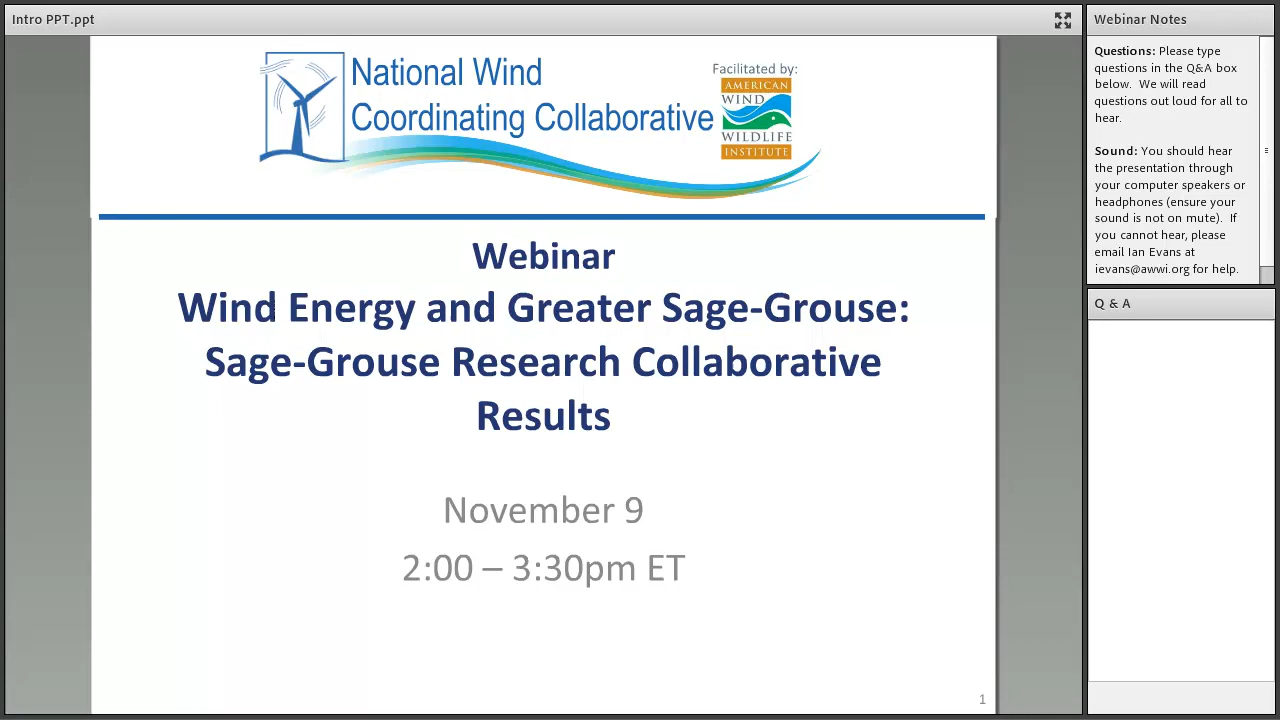 Intro PPT.ppt
National Wind
Coordinating Collaborative
Facilitated by:
AMERICAN
WIND
WILDLIFE
INSTITUTE
Webinar
Wind Energy and Greater Sage-Grouse:
Sage-Grouse Research Collaborative
Results
November 9
2:00 – 3:30pm ET
1
Webinar Notes
Questions: Please type
questions in the Q&A box
below. We will read
questions out loud for all to
hear.
Sound: You should hear
the presentation through
your computer speakers or
headphones (ensure your
sound is not on mute). If
you cannot hear, please
email Ian Evans at
ievans@awwi.org for help.
Q & A